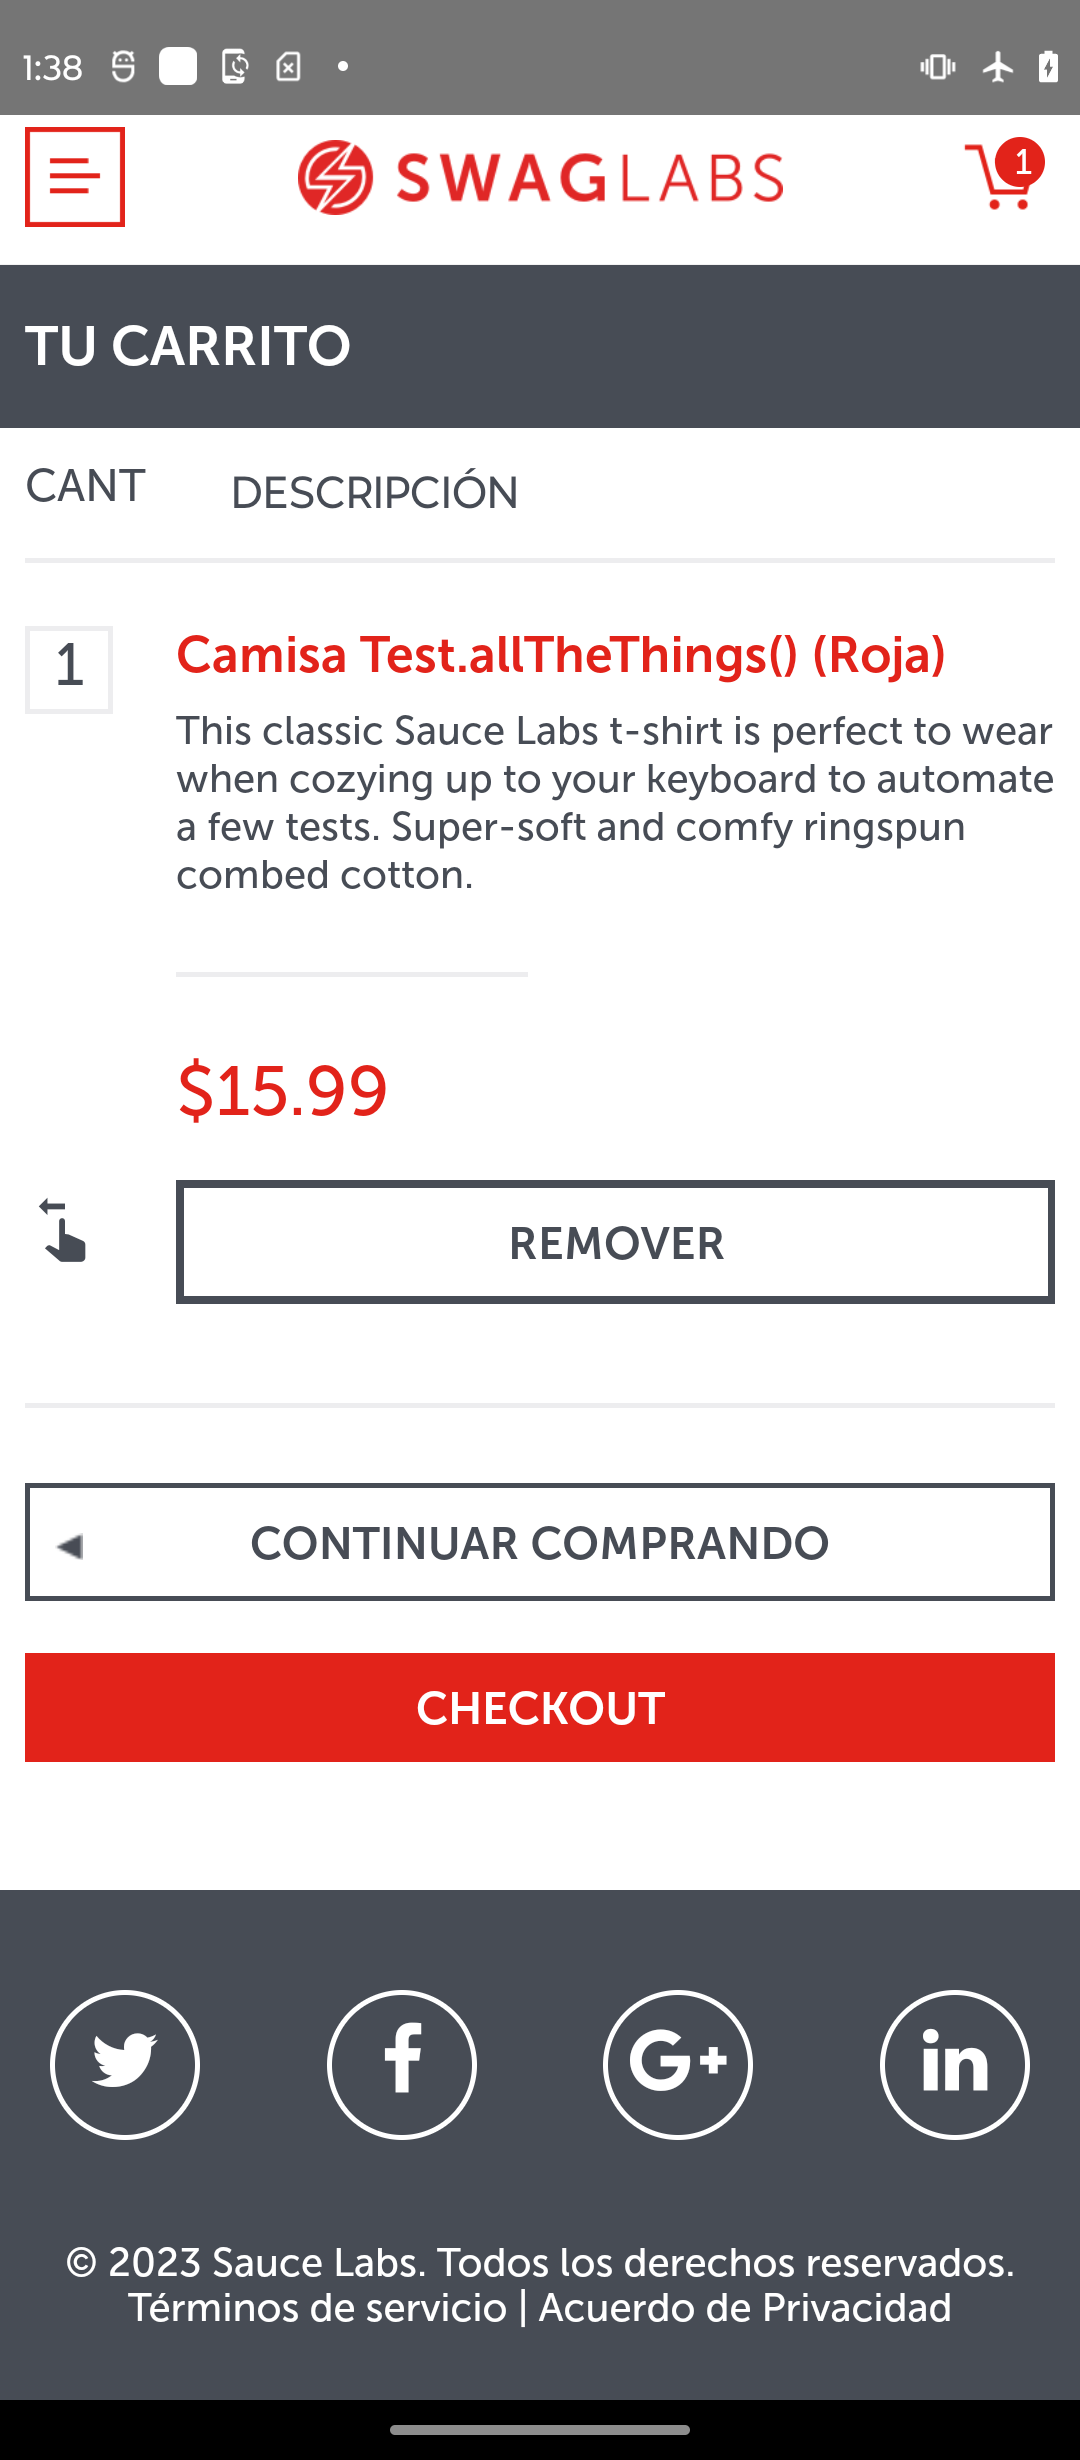 1:38
SWAGLABS
1
TU CARRITO
CANT
DESCRIPCIÓN
1
Camisa Test.allTheThings() (Roja)
This classic Sauce Labs t-shirt is perfect to wear
when cozying up to your keyboard to automate
a few tests. Super-soft and comfy ringspun
combed cotton.
$15.99
REMOVER
CONTINUAR COMPRANDO
CHECKOUT
© 2023 Sauce Labs. Todos los derechos reservados.
Términos de servicio | Acuerdo de Privacidad